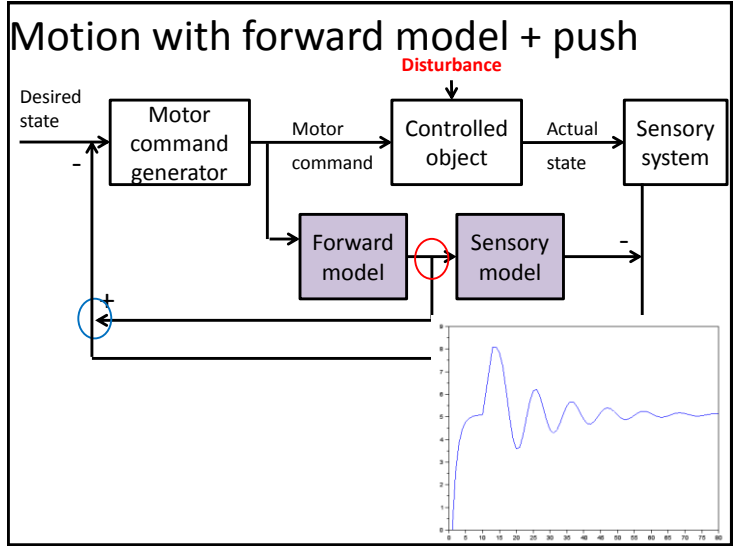 Motion with forward model + push
Disturbance
Desired
state
Motor
command
generator
Motor
command
Controlled
object
Actual
state
Sensory
system
-
Forward
model
Sensory
model
-
+
9
8
7
6
5
4
3
2
1
0
0 5 10 15 20 25 30 35 40 45 50 55 60 65 70 75 80